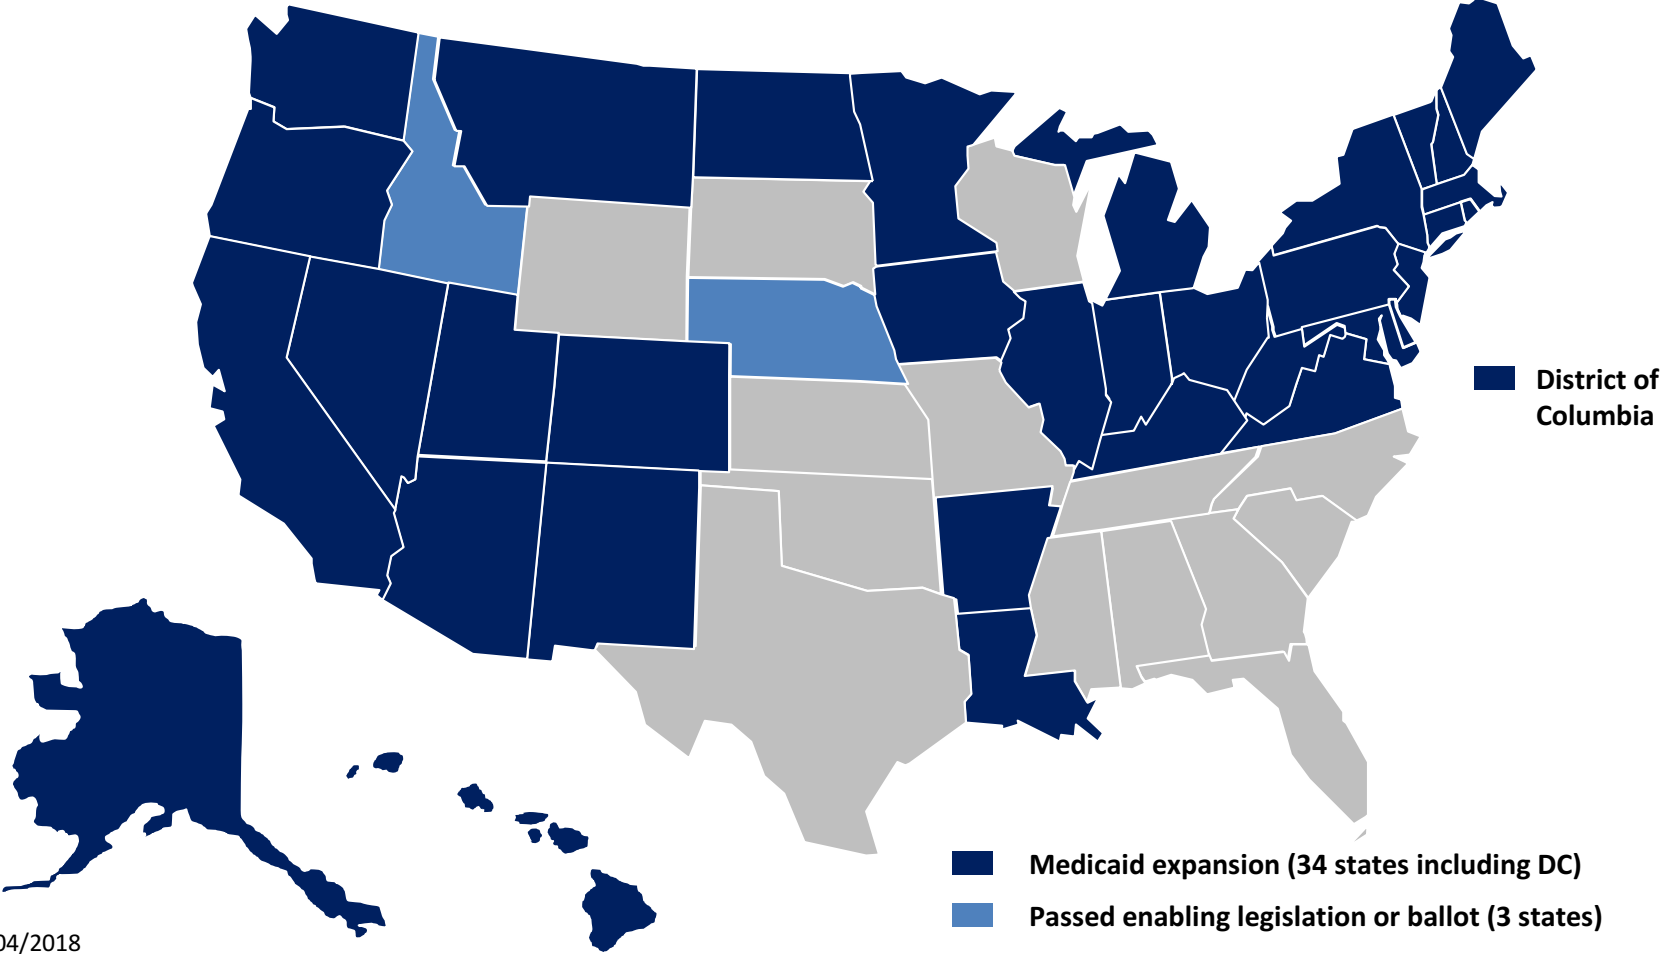 District of
Columbia
Medicaid expansion (34 states including DC)
Passed enabling legislation or ballot (3 states)
04/2018